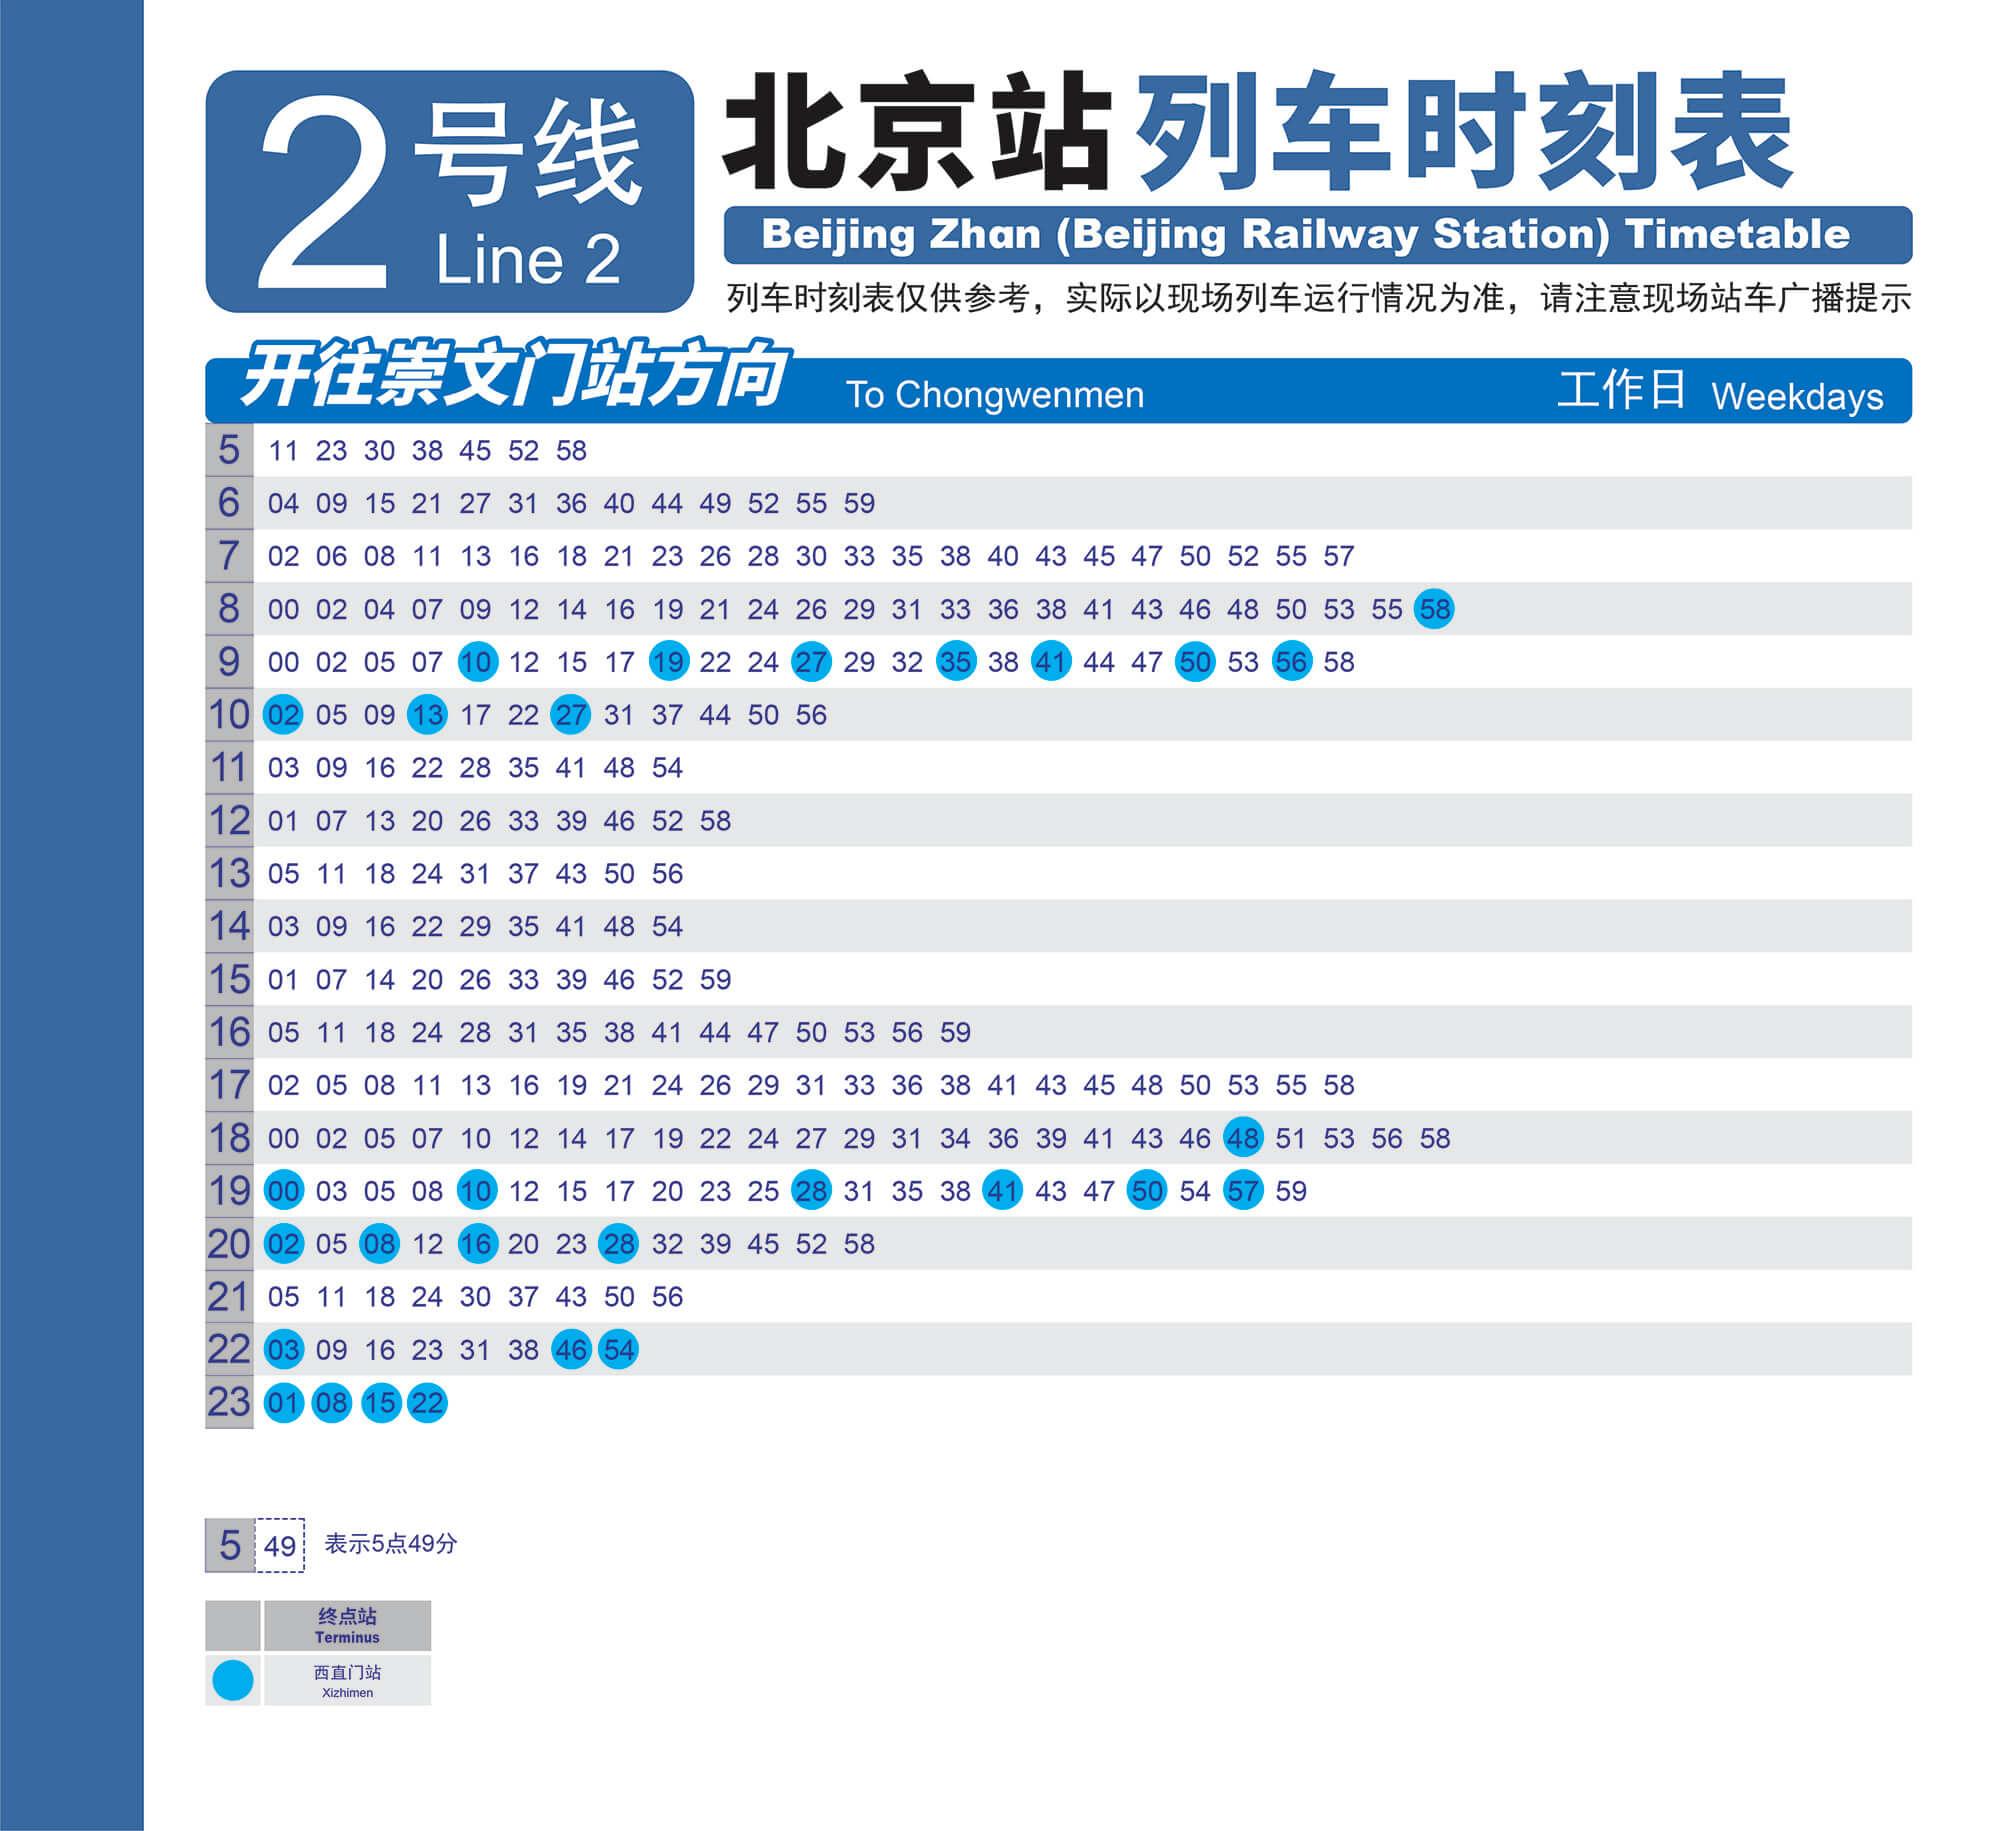 2号线
Line 2
北京站列车时刻表
Beijing Zhan (Beijing Railway Station) Timetable
列车时刻表仅供参考，实际以现场列车运行情况为准，请注意现场站车广播提示
开往崇文门站方向 To Chongwenmen 工作日 Weekdays
5 11 23 30 38 45 52 58
6 04 09 15 21 27 31 36 40 44 49 52 55 59
7 02 06 08 11 13 16 18 21 23 26 28 30 33 35 38 40 43 45 47 50 52 55 57
8 00 02 04 07 09 12 14 16 19 21 24 26 29 31 33 36 38 41 43 46 48 50 53 55 58
9 00 02 05 07 10 12 15 17 19 22 24 27 29 32 35 38 41 44 47 50 53 56 58
10 02 05 09 13 17 22 27 31 37 44 50 56
11 03 09 16 22 28 35 41 48 54
12 01 07 13 20 26 33 39 46 52 58
13 05 11 18 24 31 37 43 50 56
14 03 09 16 22 29 35 41 48 54
15 01 07 14 20 26 33 39 46 52 59
16 05 11 18 24 28 31 35 38 41 44 47 50 53 56 59
17 02 05 08 11 13 16 19 21 24 26 29 31 33 36 38 41 43 45 48 50 53 55 58
18 00 02 05 07 10 12 14 17 19 22 24 27 29 31 34 36 39 41 43 46 48 51 53 56 58
19 00 03 05 08 10 12 15 17 20 23 25 28 31 35 38 41 43 47 50 54 57 59
20 02 05 08 12 16 20 23 28 32 39 45 52 58
21 05 11 18 24 30 37 43 50 56
22 03 09 16 23 31 38 46 54
23 01 08 15 22
5 49 表示5点49分
终点站
Terminus
西直门站
Xizhimen